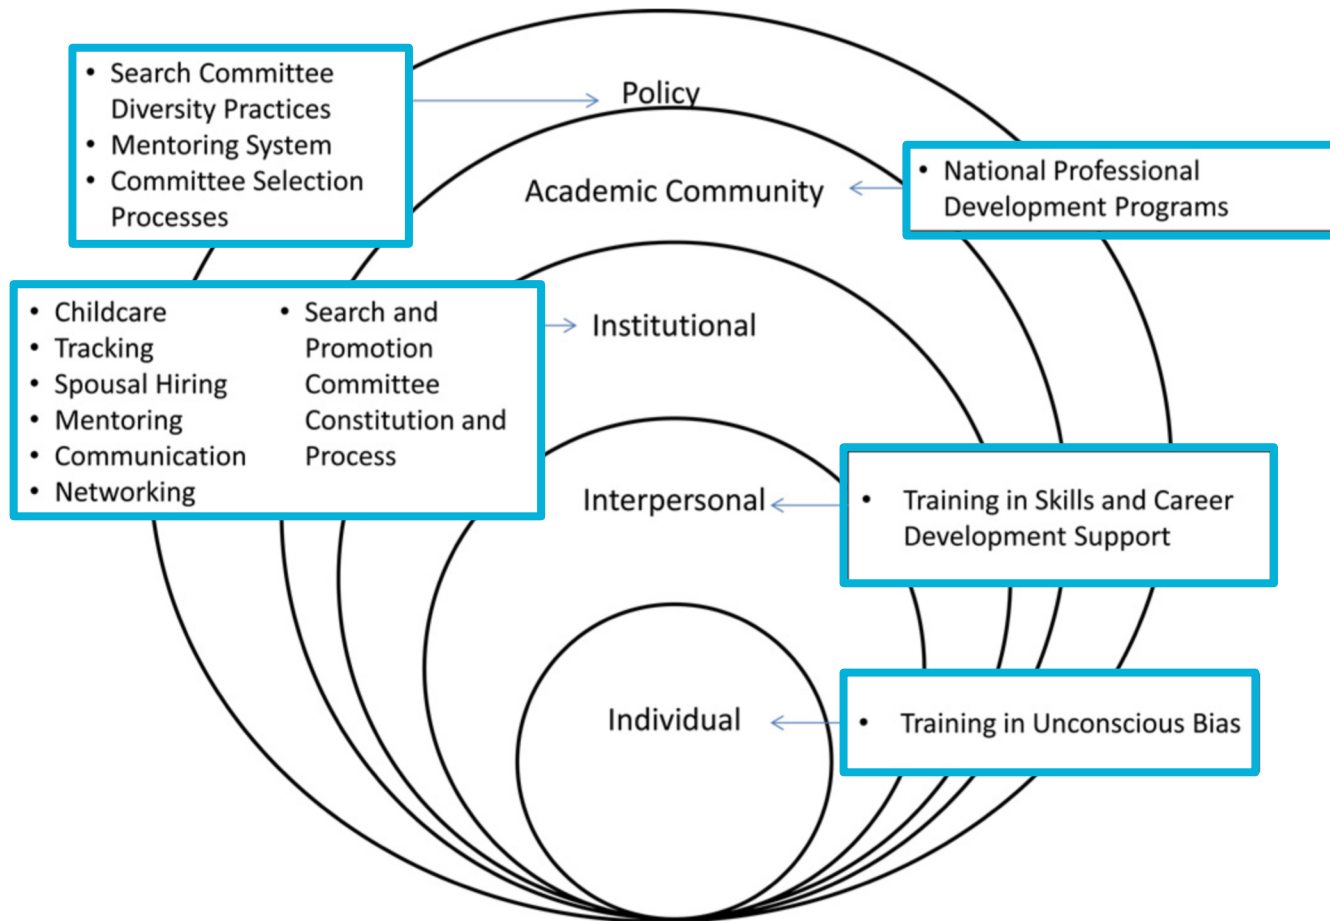 • Search Committee
Diversity Practices
• Mentoring System
• Committee Selection
Processes
Policy
• National Professional
Development Programs
Academic Community
• Childcare
• Tracking
• Spousal Hiring
• Mentoring
• Communication
• Networking
• Search and
Promotion
Committee
Constitution and
Process
Institutional
Interpersonal
• Training in Skills and Career
Development Support
Individual
• Training in Unconscious Bias